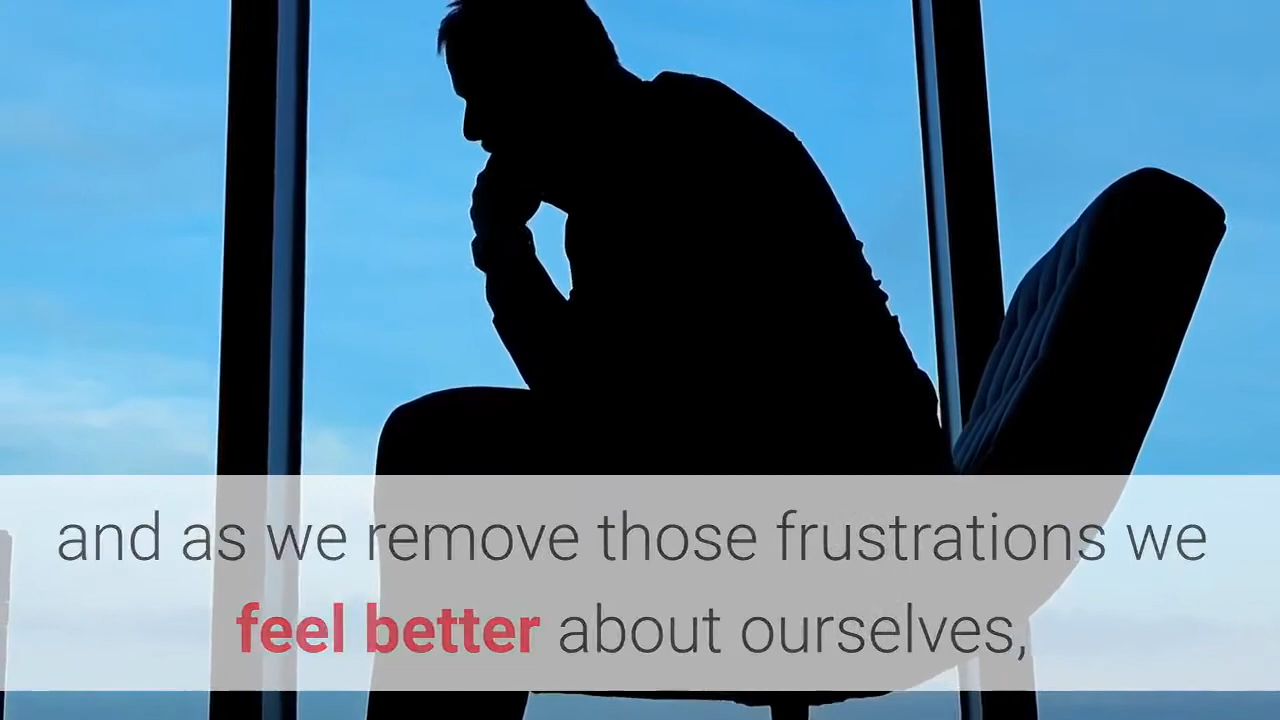 and as we remove those frustrations we
feel better about ourselves,